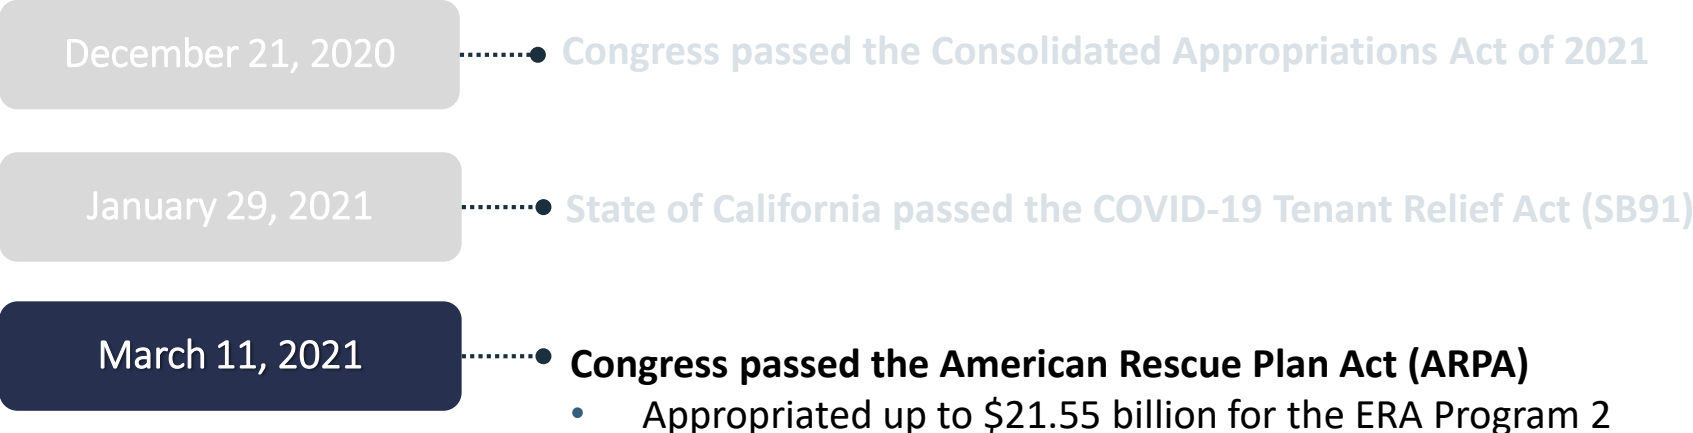 December 21, 2020
Congress passed the Consolidated Appropriations Act of 2021
January 29, 2021
State of California passed the COVID-19 Tenant Relief Act (SB91)
March 11, 2021
Congress passed the American Rescue Plan Act (ARPA)
• Appropriated up to $21.55 billion for the ERA Program 2